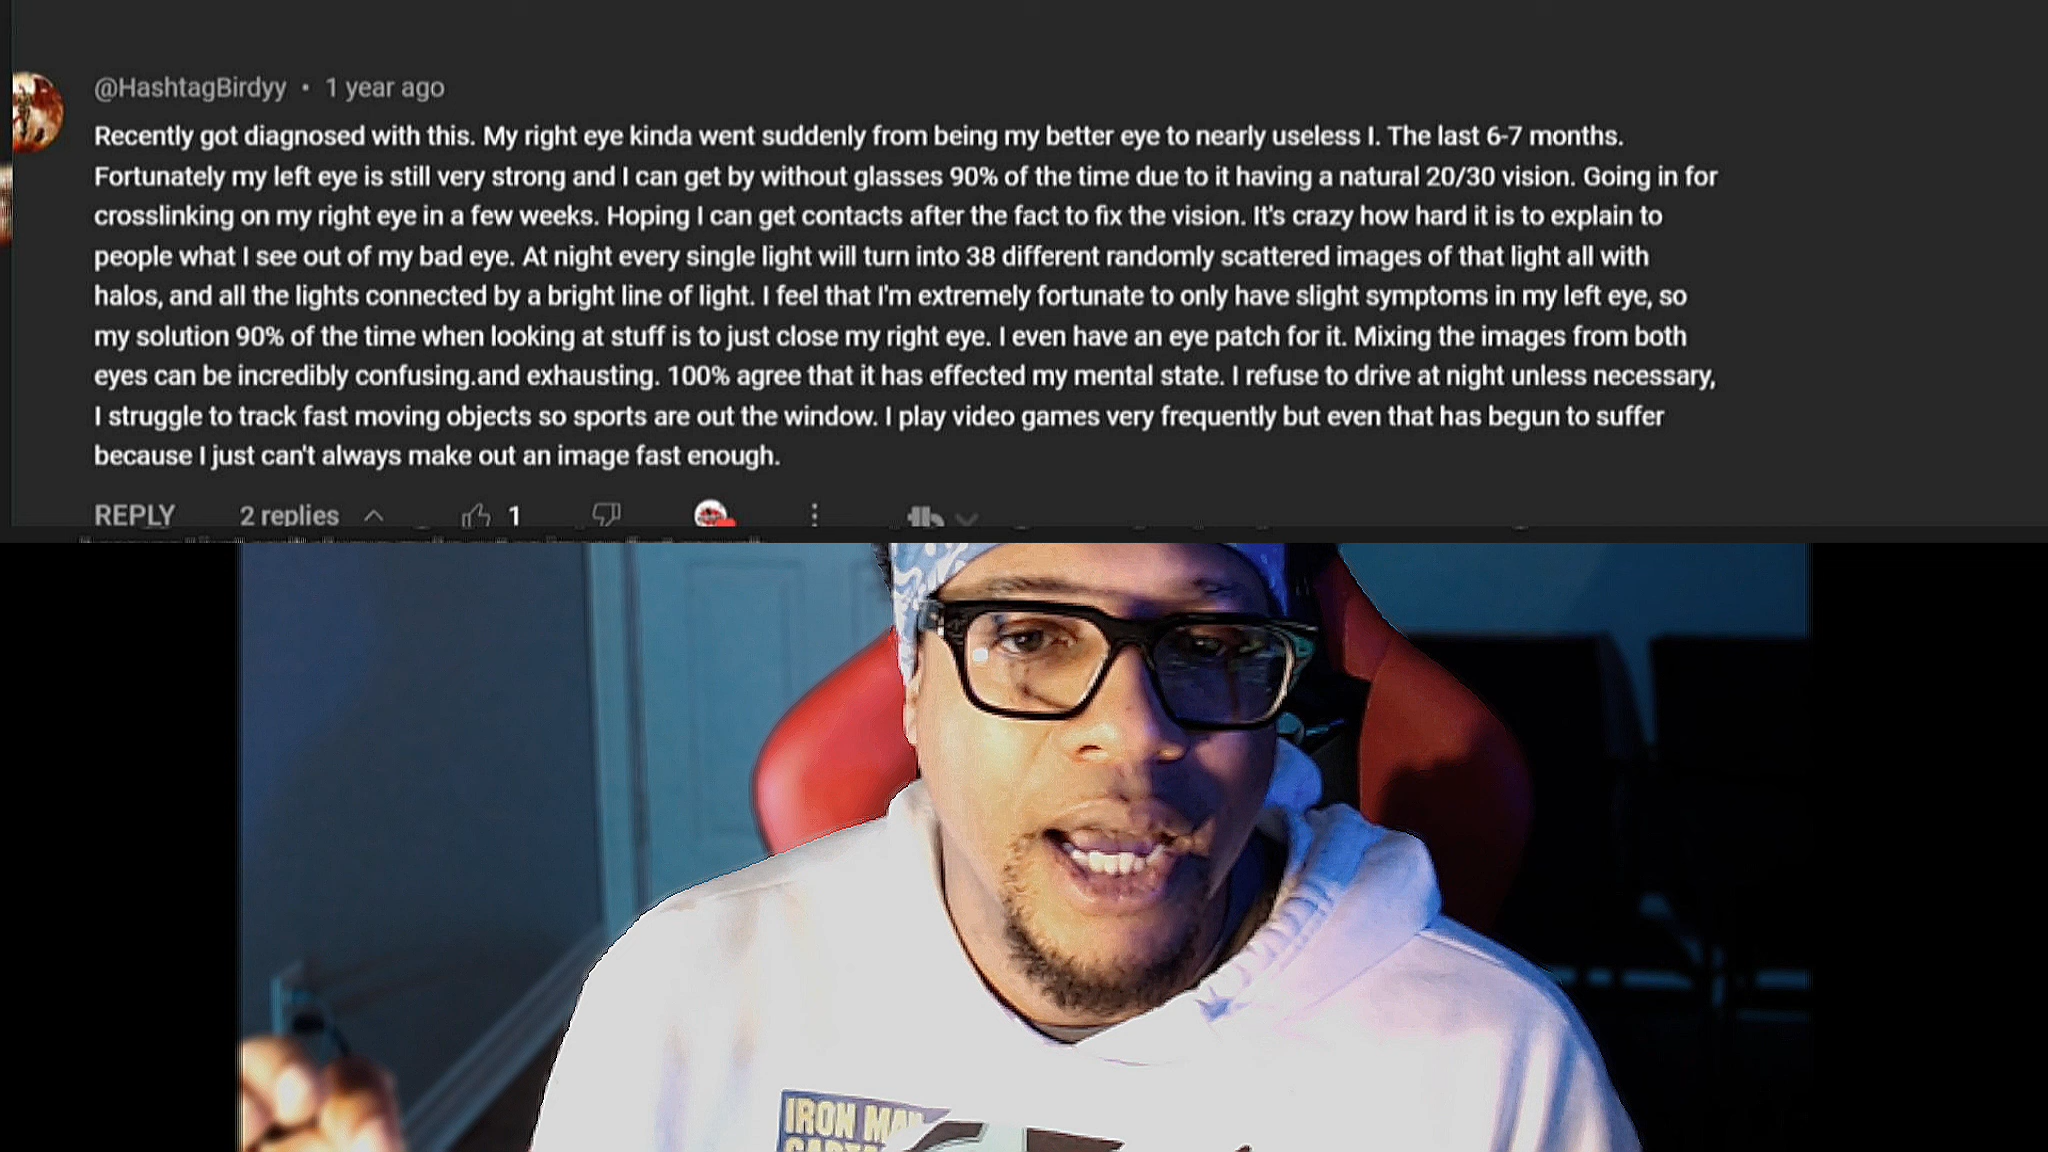 @HashtagBirdyy • 1 year ago
Recently got diagnosed with this. My right eye kinda went suddenly from being my better eye to nearly useless I. The last 6-7 months.
Fortunately my left eye is still very strong and I can get by without glasses 90% of the time due to it having a natural 20/30 vision. Going in for
crosslinking on my right eye in a few weeks. Hoping I can get contacts after the fact to fix the vision. It's crazy how hard it is to explain to
people what I see out of my bad eye. At night every single light will turn into 38 different randomly scattered images of that light all with
halos, and all the lights connected by a bright line of light. I feel that I'm extremely fortunate to only have slight symptoms in my left eye, so
my solution 90% of the time when looking at stuff is to just close my right eye. I even have an eye patch for it. Mixing the images from both
eyes can be incredibly confusing.and exhausting. 100% agree that it has effected my mental state. I refuse to drive at night unless necessary,
I struggle to track fast moving objects so sports are out the window. I play video games very frequently but even that has begun to suffer
because I just can't always make out an image fast enough.
REPLY 2 replies 1
IRON MAN